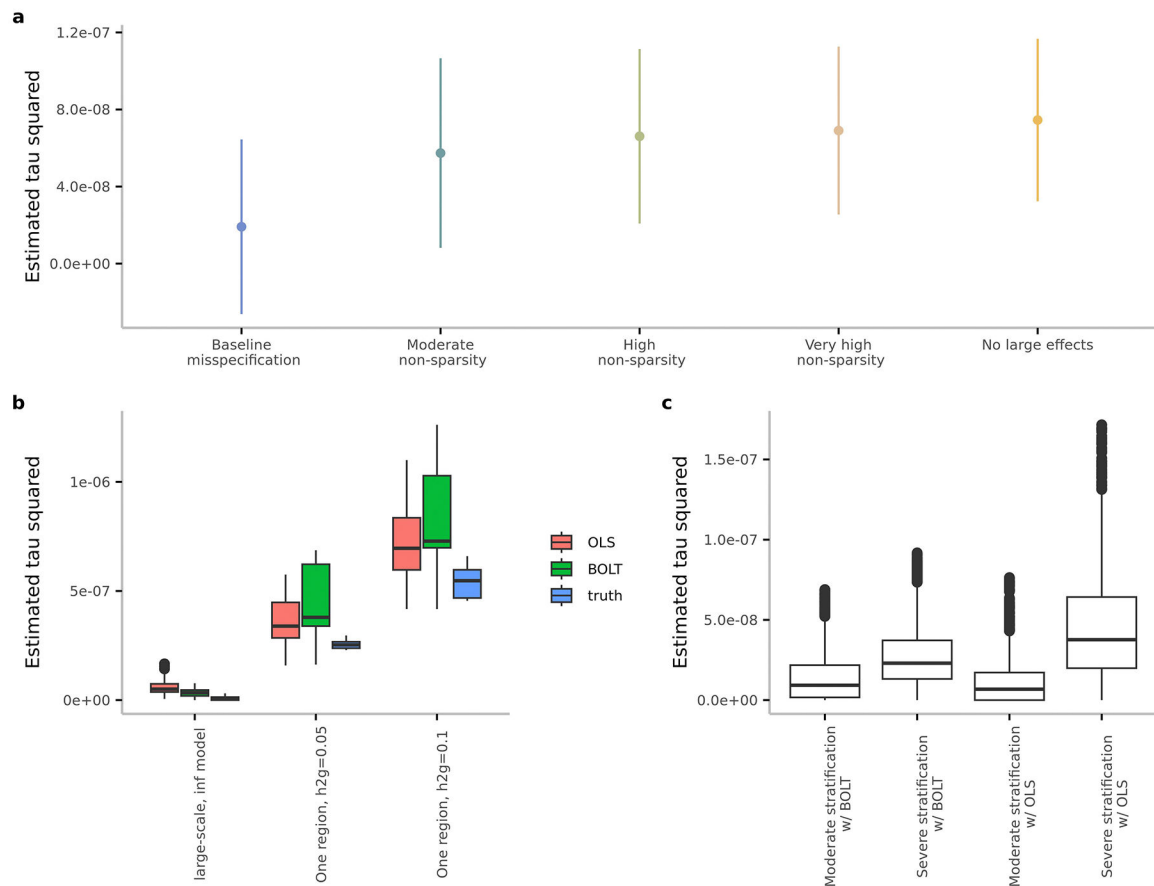 a
Estimated tau squared
1.2e-07
8.0e-08
4.0e-08
0.0e+00
Baseline
misspecification
Moderate
non-sparsity
High
non-sparsity
Very high
non-sparsity
No large effects
b
Estimated tau squared
1e-06
5e-07
0e+00
large-scale, inf model
One region, h2g=0.05
One region, h2g=0.1
OLS
BOLT
truth
c
Estimated tau squared
1.5e-07
1.0e-07
5.0e-08
0.0e+00
Moderate stratification
w/ BOLT
Severe stratification
w/ BOLT
Moderate stratification
w/ OLS
Severe stratification
w/ OLS